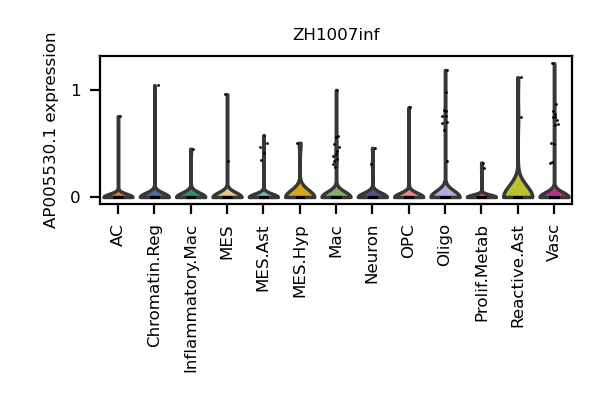 ZH1007inf
AP005530.1 expression
1
0
AC
Chromatin.Reg
Inflammatory.Mac
MES
MES.Ast
MES.Hyp
Mac
Neuron
OPC
Oligo
Prolif.Metab
Reactive.Ast
Vasc